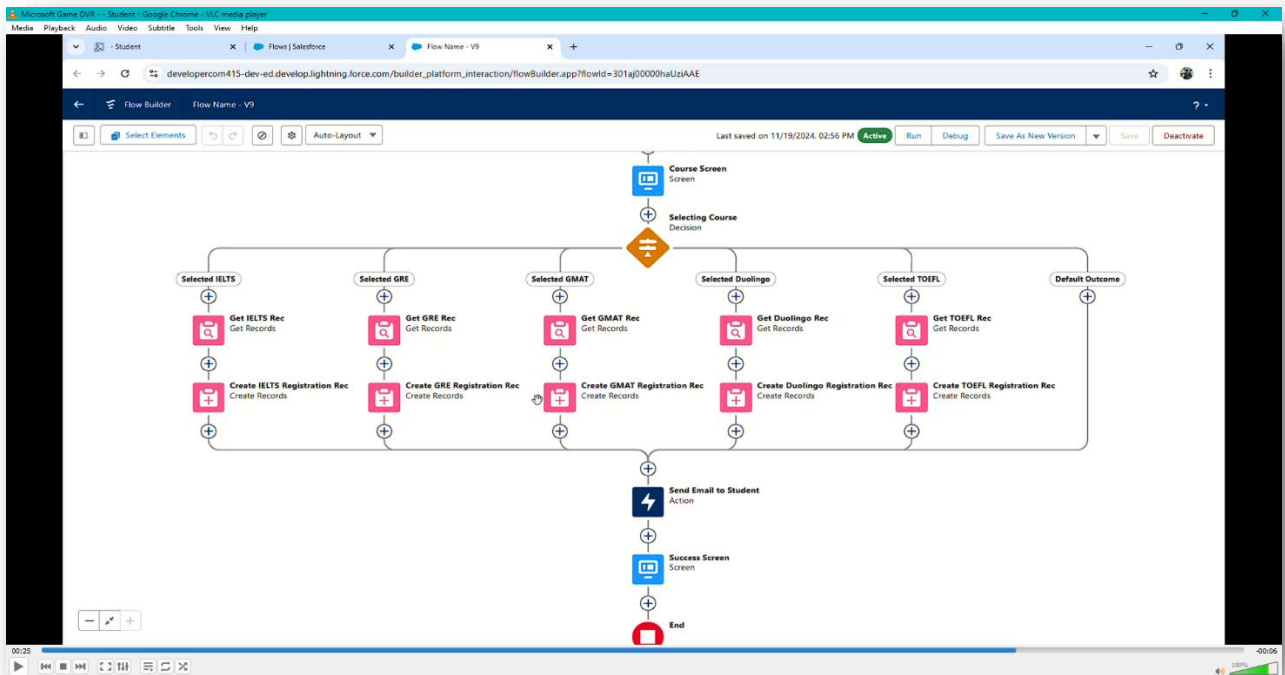 Microsoft Game DVR - - Student - Google Chrome - VLC media player
Media Playback Audio Video Subtitle Tools View Help
- Student
Flows | Salesforce
Flow Name - V9
developercom415-dev-ed.develop.lightning.force.com/builder_platform_interaction/flowBuilder.app?flowId=301aj00000haUziAAE
Flow Builder Flow Name - V9 ?
Select Elements Auto-Layout Last saved on 11/19/2024, 02:56 PM Active Run Debug Save As New Version Save Deactivate
Course Screen
Screen
Selecting Course
Decision
Selected IELTS Selected GRE Selected GMAT Selected Duolingo Selected TOEFL Default Outcome
Get IELTS Rec Get GRE Rec Get GMAT Rec Get Duolingo Rec Get TOEFL Rec
Get Records Get Records Get Records Get Records Get Records
Create IELTS Registration Rec Create GRE Registration Rec Create GMAT Registration Rec Create Duolingo Registration Rec Create TOEFL Registration Rec
Create Records Create Records Create Records Create Records Create Records
Send Email to Student
Action
Success Screen
Screen
End
00:25 -00:06
100%